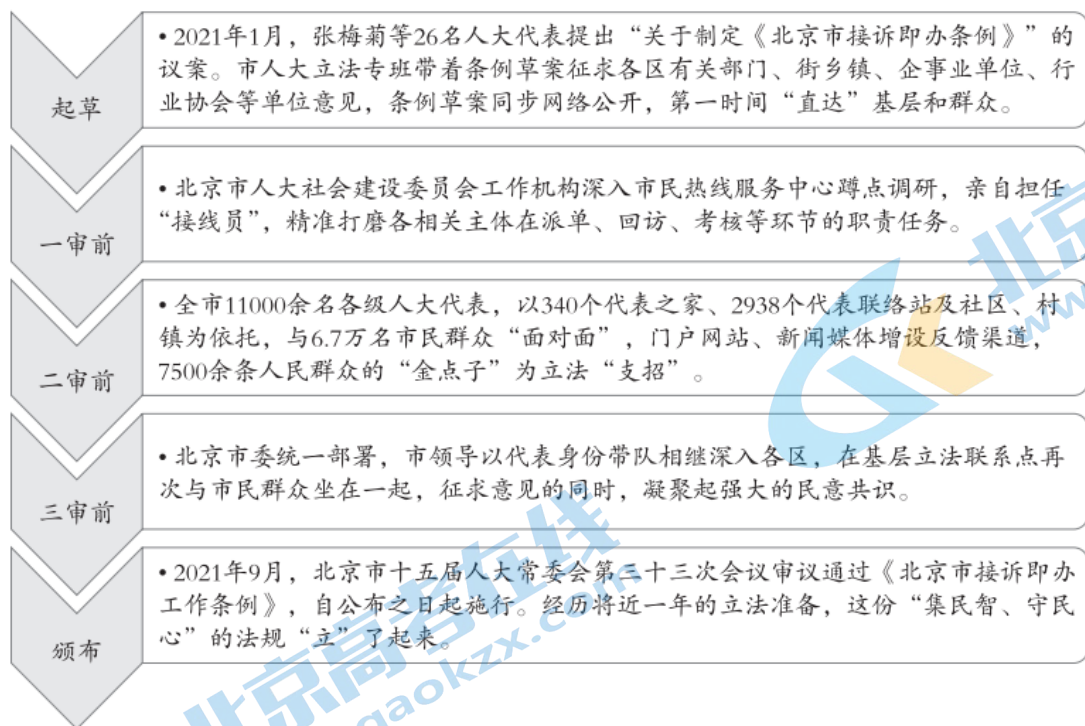 起草
• 2021年1月，张梅菊等26名人大代表提出“关于制定《北京市接诉即办条例》”的
议案。市人大立法专班带着条例草案征求各区有关部门、街乡镇、企事业单位、行
业协会等单位意见，条例草案同步网络公开，第一时间“直达”基层和群众。
一审前
• 北京市人大社会建设委员会工作机构深入市民热线服务中心蹲点调研，亲自担任
“接线员”，精准打磨各相关主体在派单、回访、考核等环节的职责任务。
二审前
• 全市11000余名各级人大代表，以340个代表之家、2938个代表联络站及社区、村
镇为依托，与6.7万名市民群众“面对面”，门户网站、新闻媒体增设反馈渠道，
7500余条人民群众的“金点子”为立法“支招”。
三审前
• 北京市委统一部署，市领导以代表身份带队相继深入各区，在基层立法联系点再
次与市民群众坐在一起，征求意见的同时，凝聚起强大的民意共识。
颁布
• 2021年9月，北京市十五届人大常委会第三十三次会议审议通过《北京市接诉即办
工作条例》，自公布之日起施行。经历将近一年的立法准备，这份“集民智、守民
心”的法规“立”了起来。
北京高考在线
gaokzx.com
北京
www